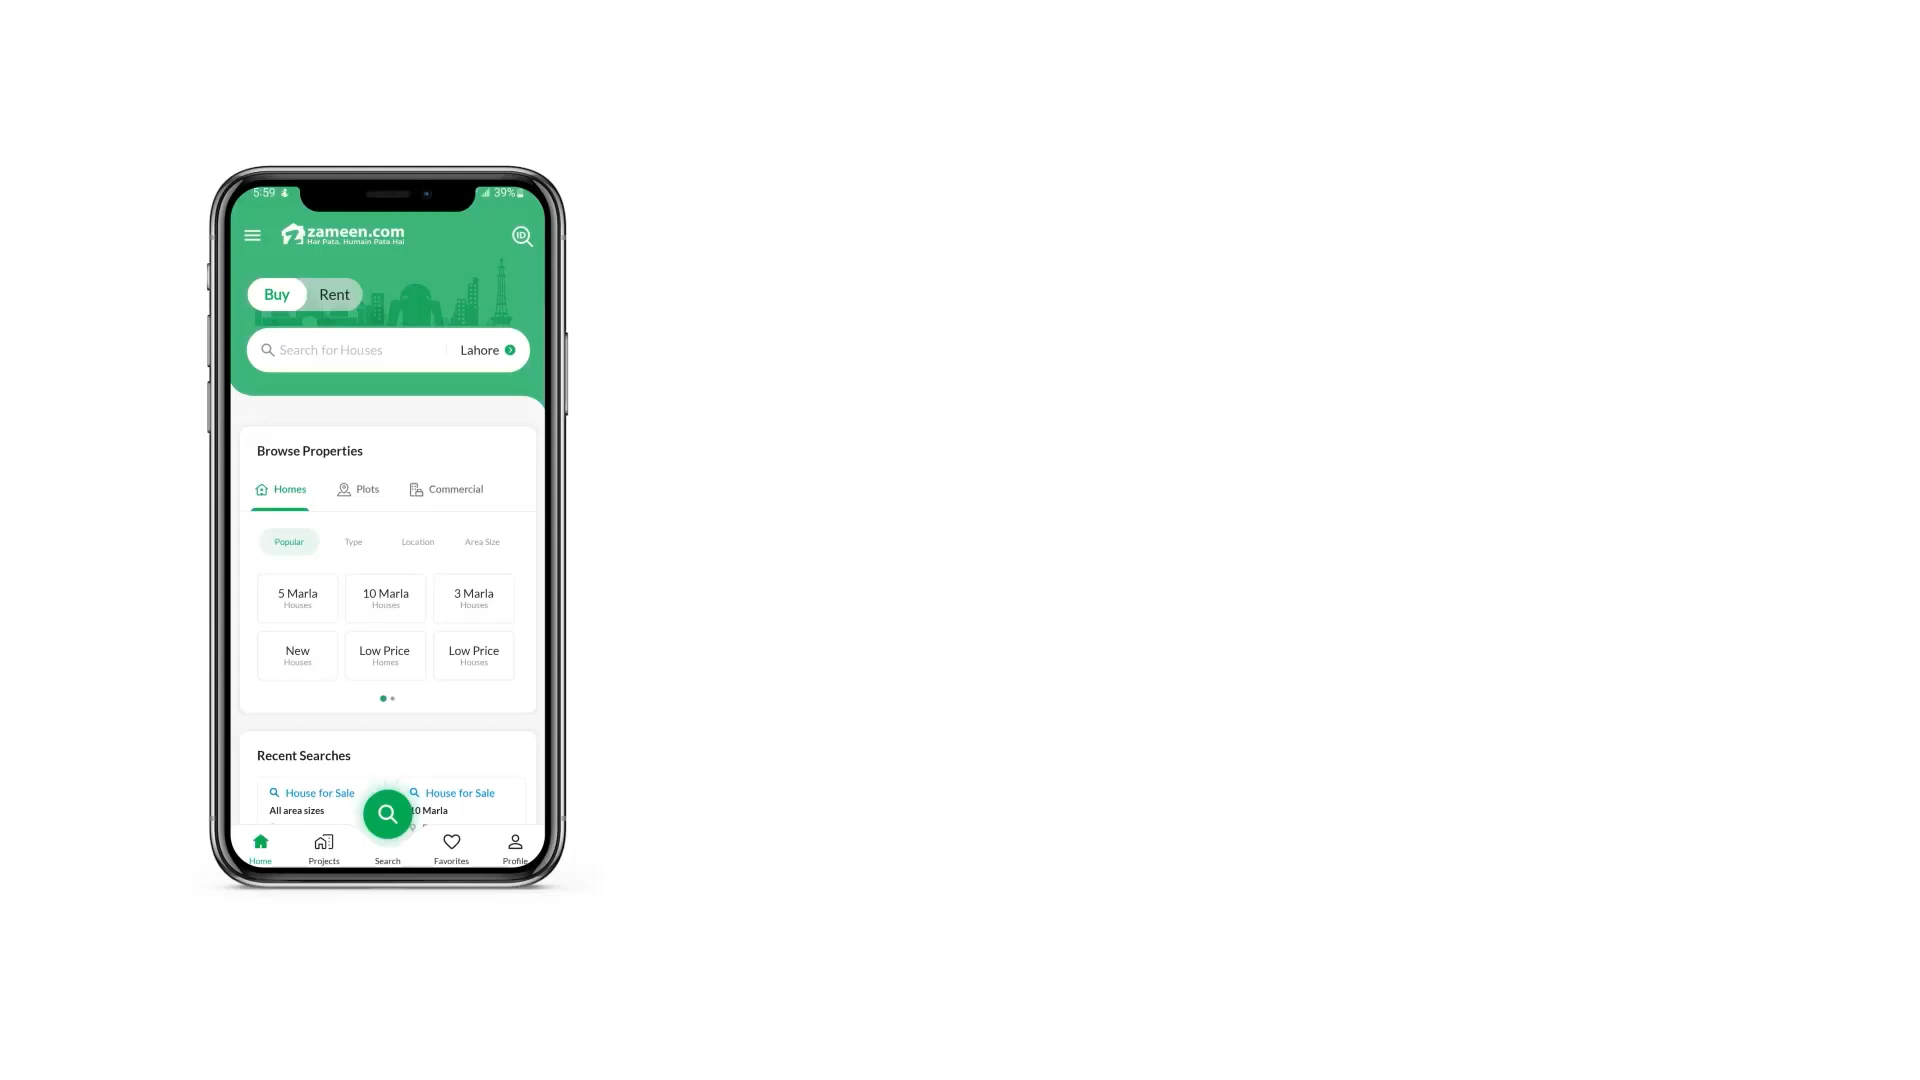 5:59
39%
zameen.com
Har Pata, Humain Pata Hai
ID
Buy Rent
Search for Houses Lahore
Browse Properties
Homes Plots Commercial
Popular Type Location Area Size
5 Marla 10 Marla 3 Marla
Houses Houses Houses
New Low Price Low Price
Houses Homes Houses
Recent Searches
House for Sale House for Sale
All area sizes 10 Marla
Home Projects Search Favorites Profile